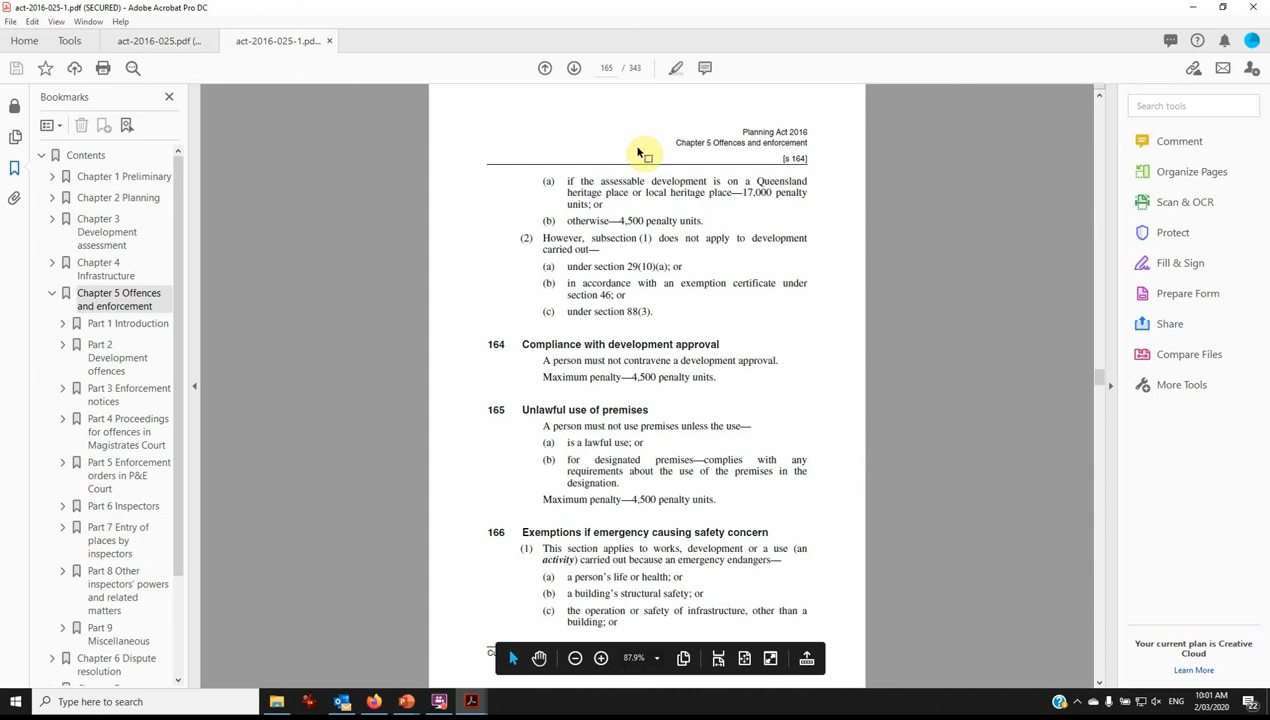 act-2016-025-1.pdf (SECURED) - Adobe Acrobat Pro DC
File Edit View Window Help
Home Tools act-2016-025.pdf (... act-2016-025-1.pd... ×
165 / 343
Bookmarks
Contents
Chapter 1 Preliminary
Chapter 2 Planning
Chapter 3
Development
assessment
Chapter 4
Infrastructure
Chapter 5 Offences
and enforcement
Part 1 Introduction
Part 2
Development
offences
Part 3 Enforcement
notices
Part 4 Proceedings
for offences in
Magistrates Court
Part 5 Enforcement
orders in P&E
Court
Part 6 Inspectors
Part 7 Entry of
places by
inspectors
Part 8 Other
inspectors' powers
and related
matters
Part 9
Miscellaneous
Chapter 6 Dispute
resolution
Planning Act 2016
Chapter 5 Offences and enforcement
[s 164]
(a) if the assessable development is on a Queensland
heritage place or local heritage place—17,000 penalty
units; or
(b) otherwise—4,500 penalty units.
(2) However, subsection (1) does not apply to development
carried out—
(a) under section 29(10)(a); or
(b) in accordance with an exemption certificate under
section 46; or
(c) under section 88(3).
164 Compliance with development approval
A person must not contravene a development approval.
Maximum penalty—4,500 penalty units.
165 Unlawful use of premises
A person must not use premises unless the use—
(a) is a lawful use; or
(b) for designated premises—complies with any
requirements about the use of the premises in the
designation.
Maximum penalty—4,500 penalty units.
166 Exemptions if emergency causing safety concern
(1) This section applies to works, development or a use (an
activity) carried out because an emergency endangers—
(a) a person's life or health; or
(b) a building's structural safety; or
(c) the operation or safety of infrastructure, other than a
building; or
87.9%
Search tools
Comment
Organize Pages
Scan & OCR
Protect
Fill & Sign
Prepare Form
Share
Compare Files
More Tools
Your current plan is Creative
Cloud
Learn More
Type here to search
ENG
10:01 AM
2/03/2020
22